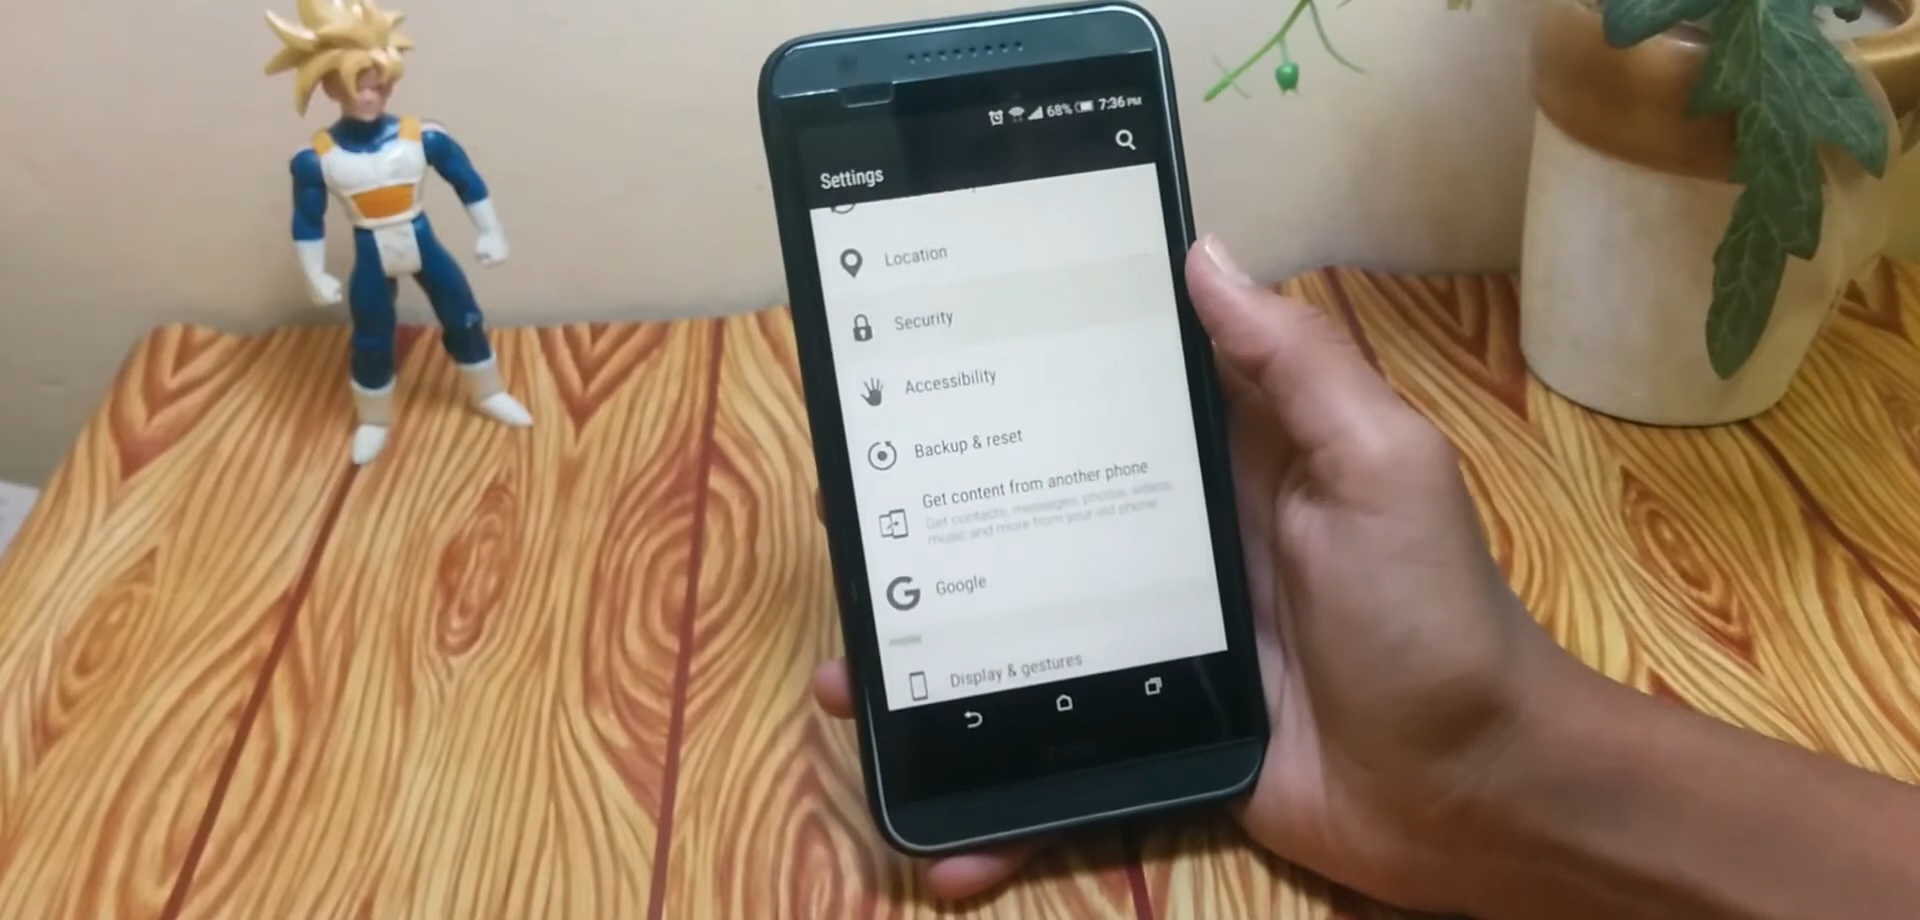 68% 7:36 PM
Settings
Location
Security
Accessibility
Backup & reset
Get content from another phone
Get contacts, messages, photos, videos,
music and more from your old phone
Google
Display & gestures